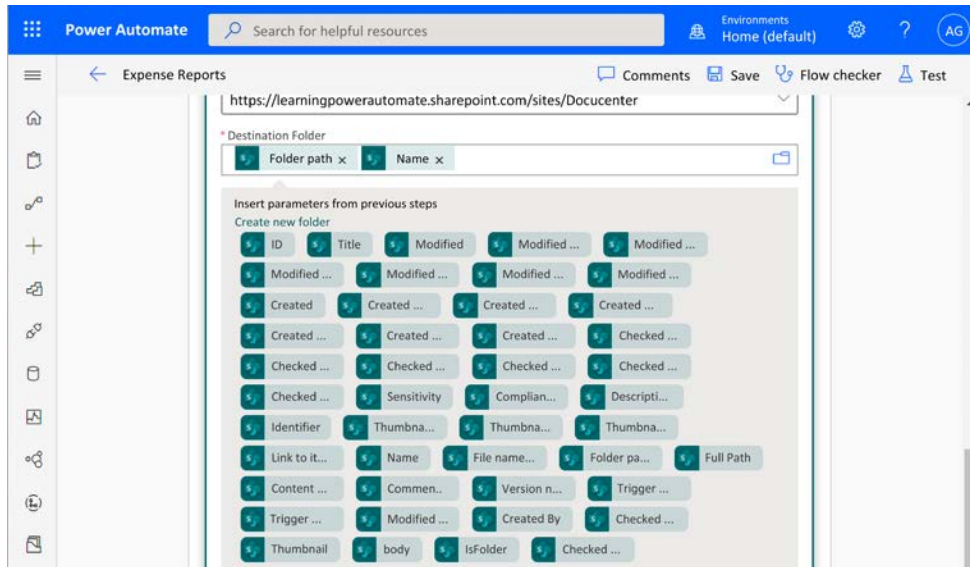 Power Automate Search for helpful resources Environments
Home (default) ? AG
Expense Reports Comments Save Flow checker Test
https://learningpowerautomate.sharepoint.com/sites/Docucenter
* Destination Folder
Folder path x Name x
Insert parameters from previous steps
Create new folder
ID Title Modified Modified ... Modified ...
Modified ... Modified ... Modified ... Modified ...
Created Created ... Created ... Created ...
Created ... Created ... Created ... Checked ...
Checked ... Checked ... Checked ... Checked ...
Checked ... Sensitivity Complian... Descripti...
Identifier Thumbna... Thumbna... Thumbna...
Link to it... Name File name... Folder pa... Full Path
Content ... Commen.. Version n... Trigger ...
Trigger ... Modified ... Created By Checked ...
Thumbnail body IsFolder Checked ...